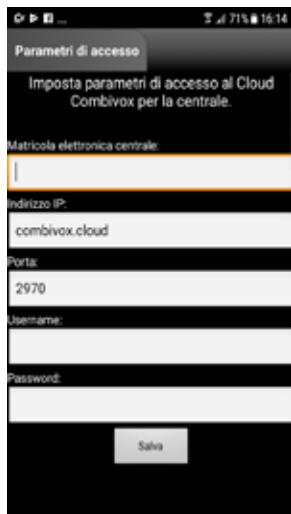 71% 16:14
Parametri di accesso
Imposta parametri di accesso al Cloud
Combivox per la centrale.
Matricola elettronica centrale:
Indirizzo IP:
combivox.cloud
Porta:
2970
Username:
Password:
Salva